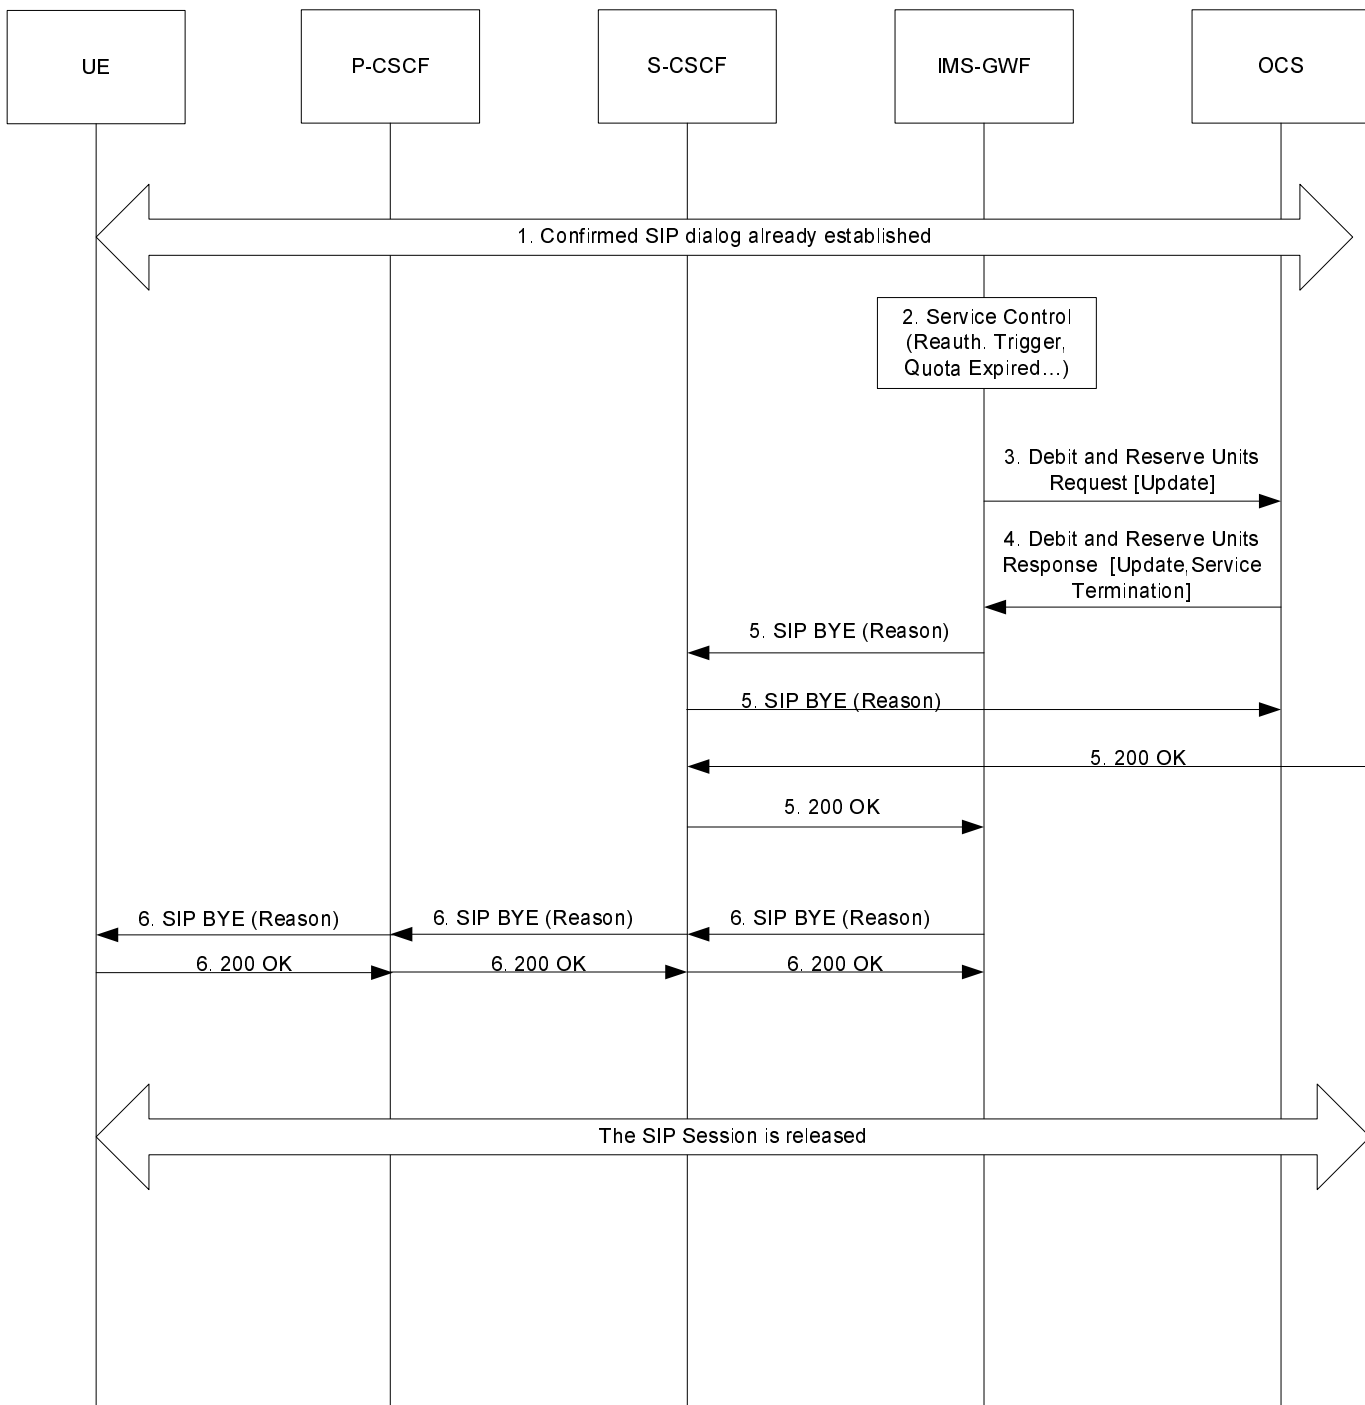 UE
P-CSCF
S-CSCF
IMS-GWF
OCS
1. Confirmed SIP dialog already established
2. Service Control
(Reauth. Trigger,
Quota Expired...)
3. Debit and Reserve Units
Request [Update]
4. Debit and Reserve Units
Response [Update,Service
Termination]
5. SIP BYE (Reason)
5. SIP BYE (Reason)
5. 200 OK
5. 200 OK
6. SIP BYE (Reason)
6. SIP BYE (Reason)
6. SIP BYE (Reason)
6. 200 OK
6. 200 OK
6. 200 OK
The SIP Session is released